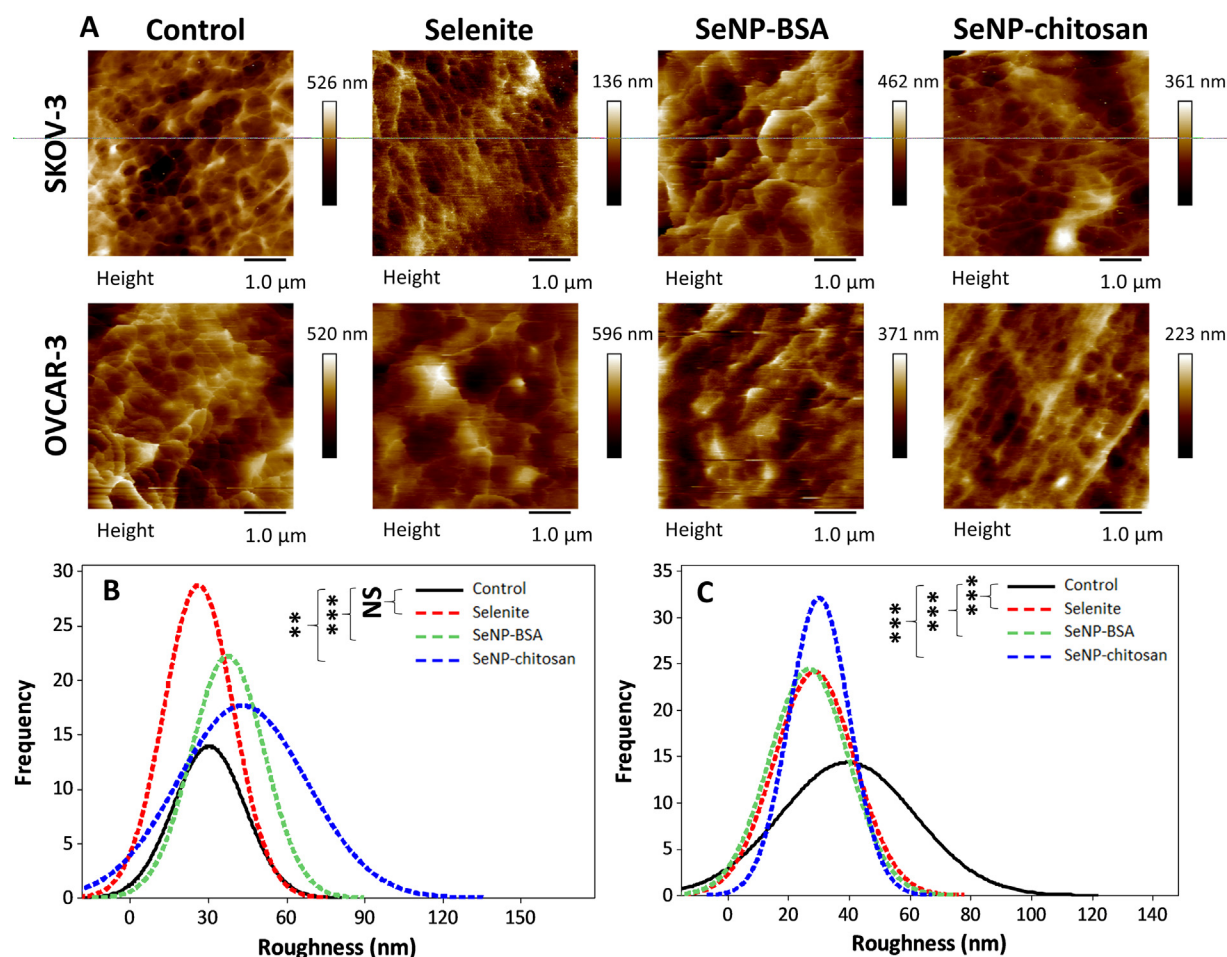 A
Control
Selenite
SeNP-BSA
SeNP-chitosan
SKOV-3
526 nm
136 nm
462 nm
361 nm
Height
1.0 µm
Height
1.0 µm
Height
1.0 µm
Height
1.0 µm
OVCAR-3
520 nm
596 nm
371 nm
223 nm
Height
1.0 µm
Height
1.0 µm
Height
1.0 µm
Height
1.0 µm
B
30
25
20
15
10
5
0
Frequency
**
***
NS
Control
Selenite
SeNP-BSA
SeNP-chitosan
0
30
60
90
120
150
Roughness (nm)
C
35
30
25
20
15
10
5
0
Frequency
***
***
***
Control
Selenite
SeNP-BSA
SeNP-chitosan
0
20
40
60
80
100
120
140
Roughness (nm)